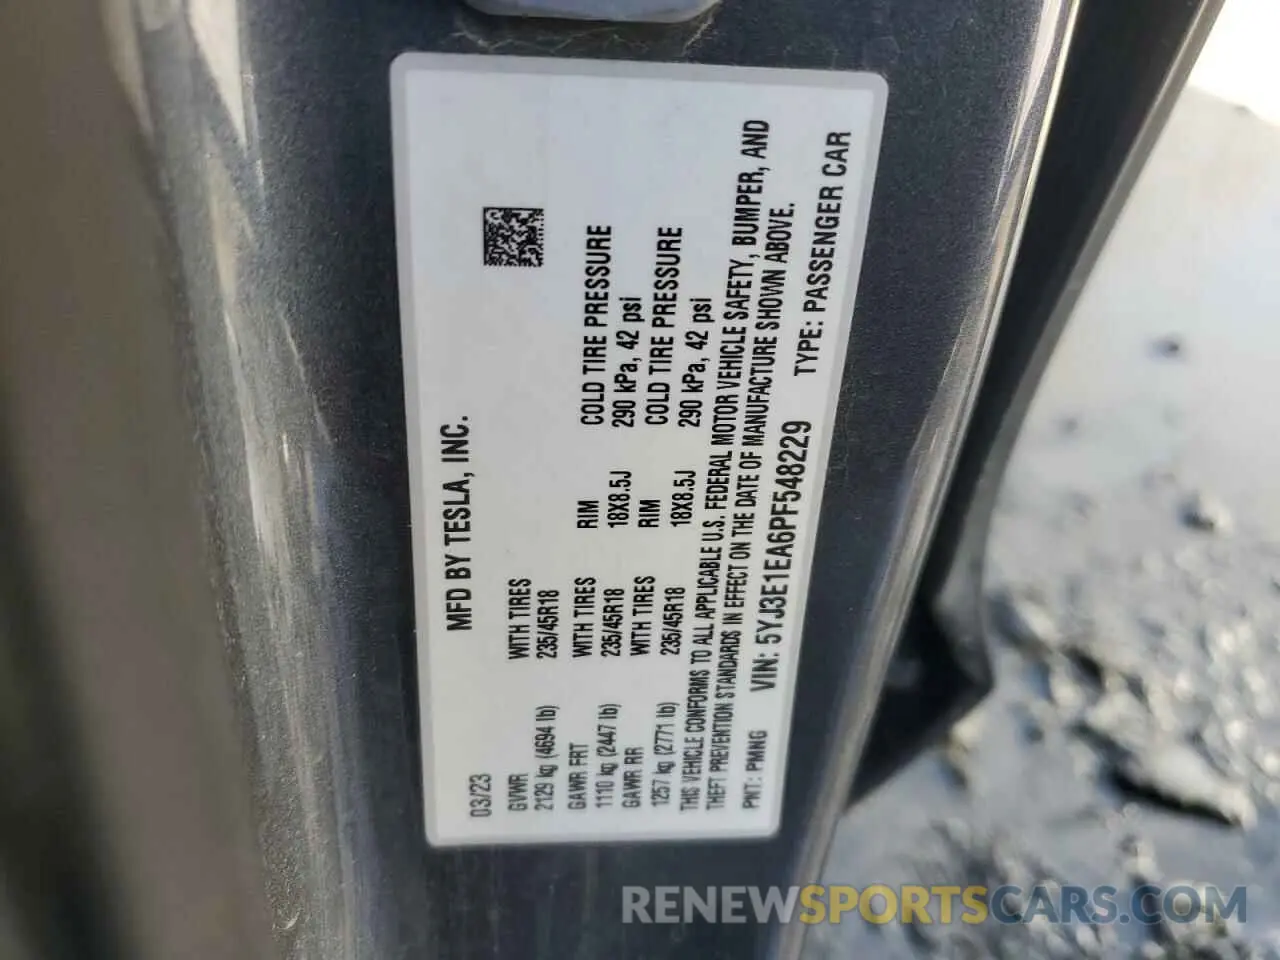 MFD BY TESLA, INC.
03/23
GVWR
2129 kg (4694 lb)
WITH TIRES
235/45R18
GAWR FRT
1110 kg (2447 lb)
WITH TIRES
235/45R18
RIM
18X8.5J
COLD TIRE PRESSURE
290 kPa, 42 psi
GAWR RR
1257 kg (2771 lb)
WITH TIRES
235/45R18
RIM
18X8.5J
COLD TIRE PRESSURE
290 kPa, 42 psi
THIS VEHICLE CONFORMS TO ALL APPLICABLE U.S. FEDERAL MOTOR VEHICLE SAFETY, BUMPER, AND
THEFT PREVENTION STANDARDS IN EFFECT ON THE DATE OF MANUFACTURE SHOWN ABOVE.
PNT: PMNG VIN: 5YJ3E1EA6PF548229 TYPE: PASSENGER CAR
RENEWSPORTSCARS.COM